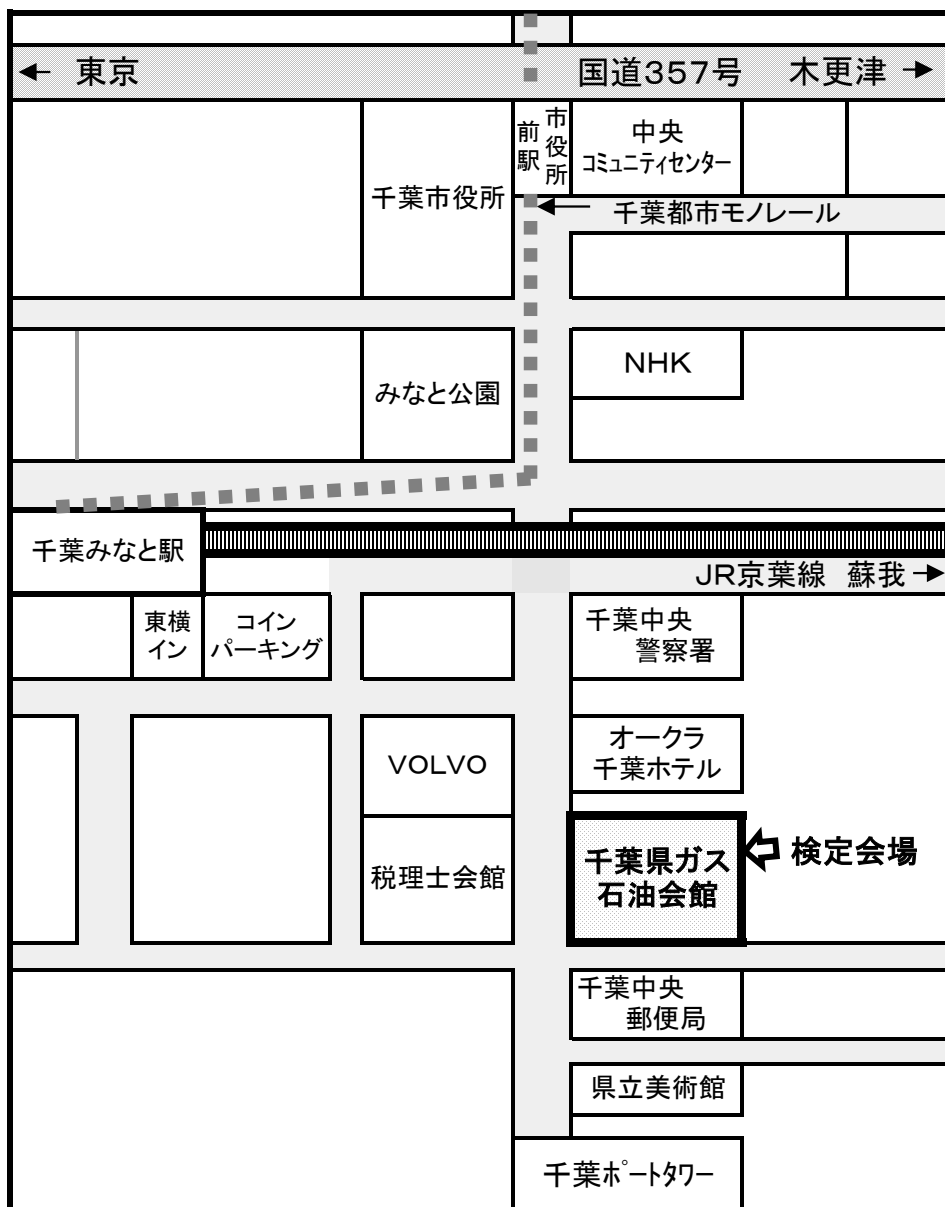 ← 東京
国道357号
木更津 →
市役所
前駅
中央
コミュニティセンター
千葉市役所
← 千葉都市モノレール
みなと公園
NHK
千葉みなと駅
JR京葉線 蘇我 →
東横
イン
コイン
パーキング
千葉中央
警察署
VOLVO
オークラ
千葉ホテル
税理士会館
千葉県ガス
石油会館
検定会場
千葉中央
郵便局
県立美術館
千葉ポートタワー